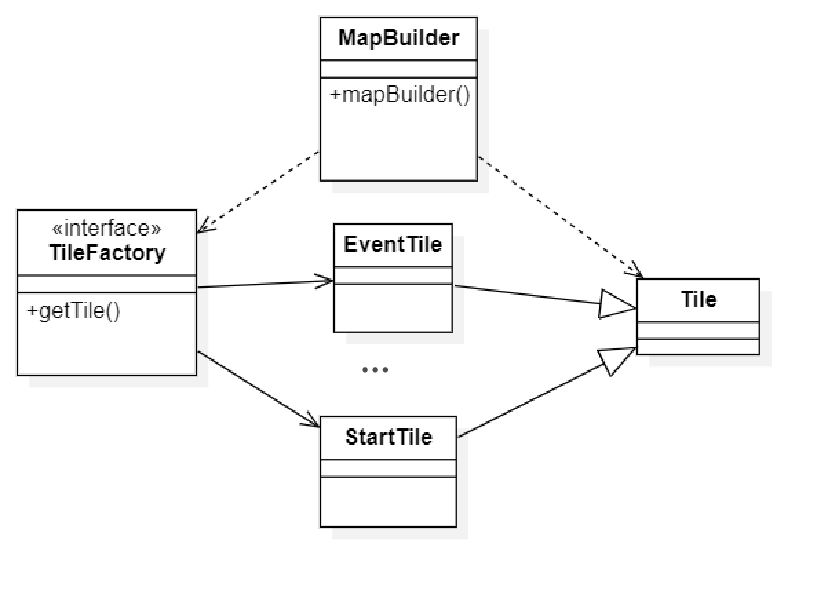 MapBuilder
+mapBuilder()
«interface»
TileFactory
+getTile()
EventTile
Tile
...
StartTile